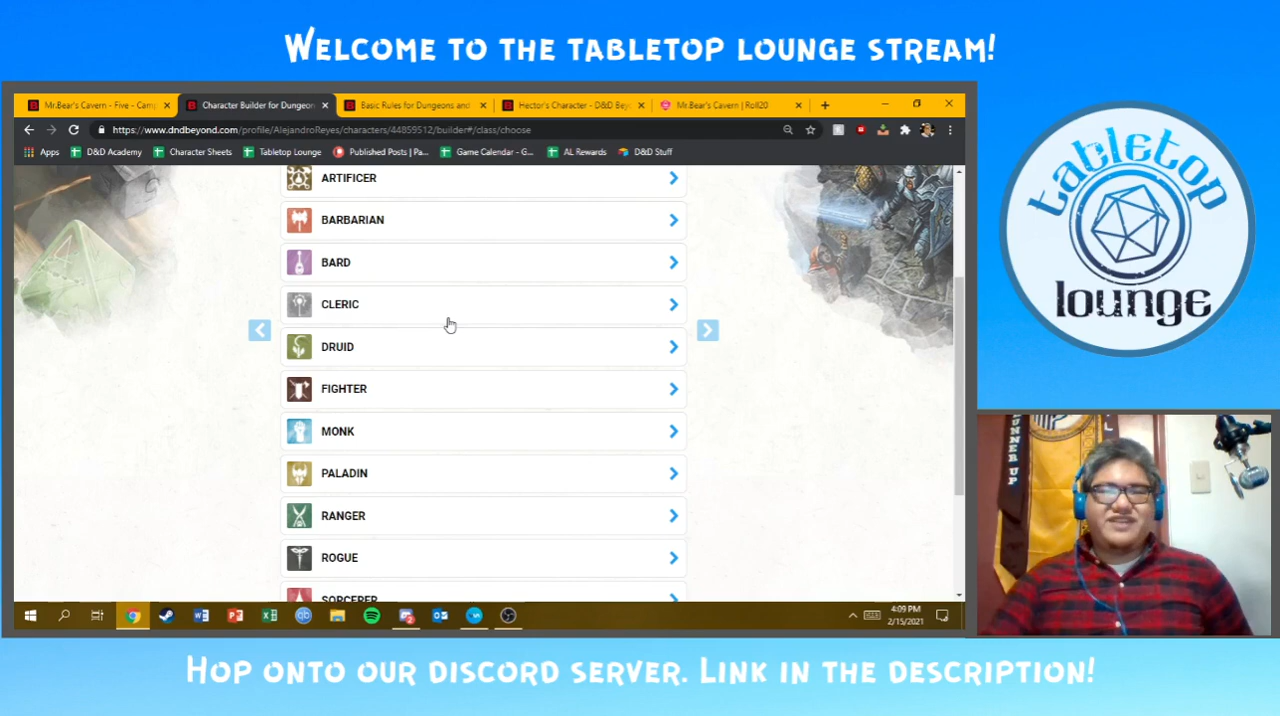 WELCOME TO THE TABLETOP LOUNGE STREAM!
Mr.Bear's Cavern - Five - Cam
Character Builder for Dungeon
Basic Rules for Dungeons and
Hector's Character - D&D Bey
Mr.Bear's Cavern | Roll20
https://www.dndbeyond.com/profile/AlejandroReyes/characters/44859512/builder#/class/choose
Apps
D&D Academy
Character Sheets
Tabletop Lounge
Published Posts | Pa...
Game Calendar - G...
AL Rewards
D&D Stuff
ARTIFICER
BARBARIAN
BARD
CLERIC
DRUID
FIGHTER
MONK
PALADIN
RANGER
ROGUE
SORCERER
4:09 PM
2/15/2021
tabletop
lounge
UNNER UP
HOP ONTO OUR DISCORD SERVER. LINK IN THE DESCRIPTION!